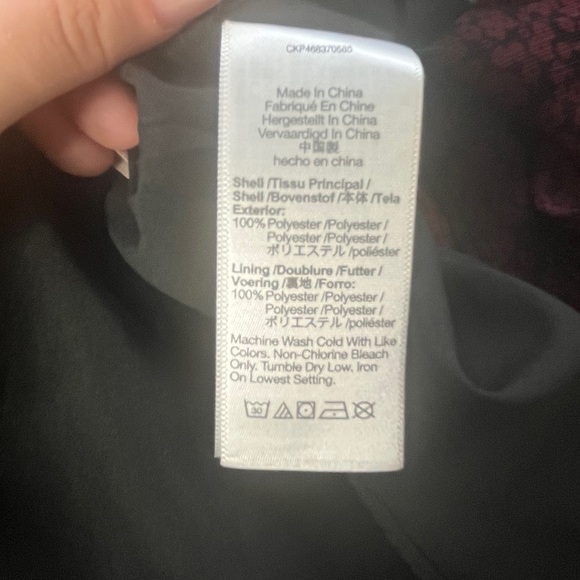 CKP468370585
Made In China
Fabriqué En Chine
Hergestellt In China
Vervaardigd In China
中国製
hecho en china
Shell /Tissu Principal /
Shell /Bovenstof /本体 /Tela
Exterior:
100% Polyester /Polyester /
Polyester /Polyester /
ポリエステル /poliéster
Lining /Doublure /Futter /
Voering /裏地 /Forro:
100% Polyester /Polyester /
Polyester /Polyester /
ポリエステル /poliéster
Machine Wash Cold With Like
Colors. Non-Chlorine Bleach
Only. Tumble Dry Low. Iron
On Lowest Setting.
30